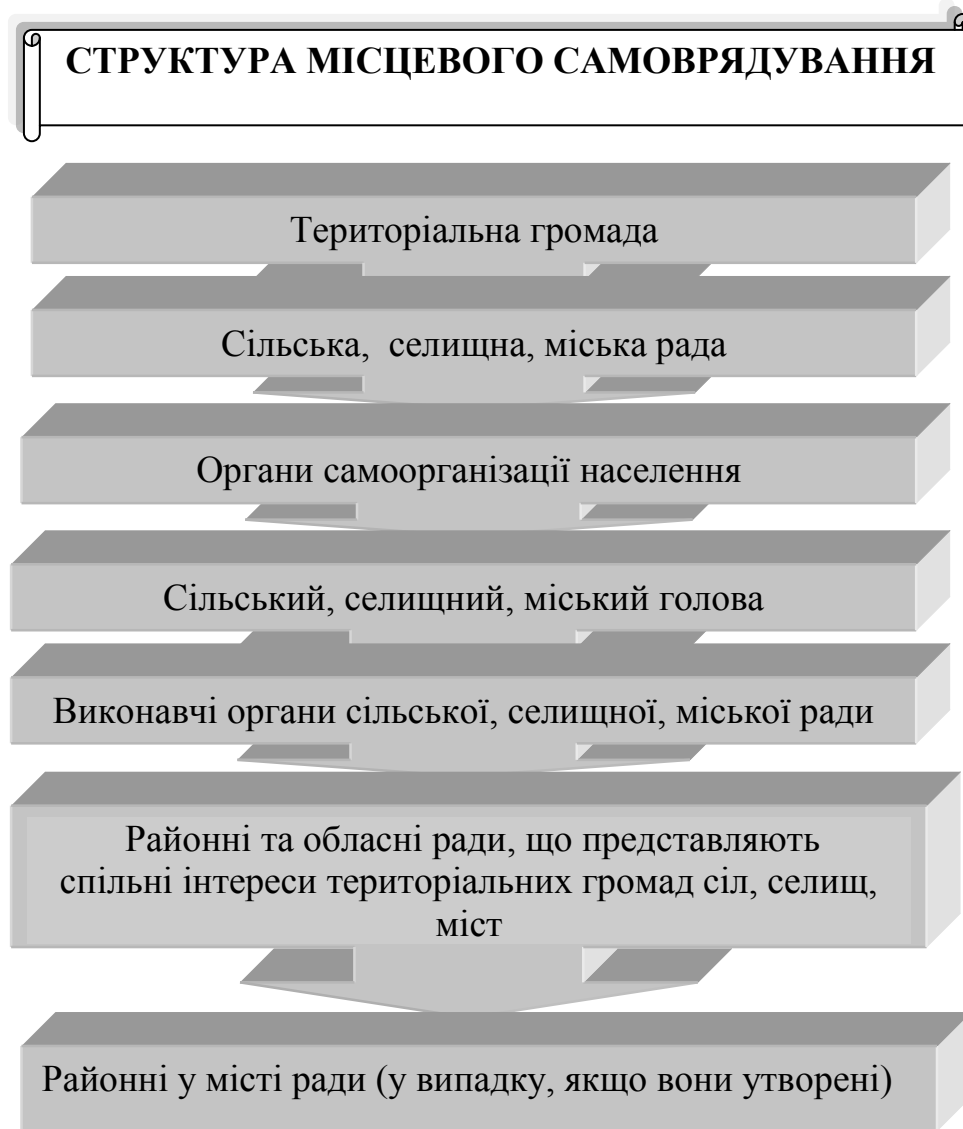 СТРУКТУРА МІСЦЕВОГО САМОВРЯДУВАННЯ
Територіальна громада
Сільська, селищна, міська рада
Органи самоорганізації населення
Сільський, селищний, міський голова
Виконавчі органи сільської, селищної, міської ради
Районні та обласні ради, що представляють
спільні інтереси територіальних громад сіл, селищ,
міст
Районні у місті ради (у випадку, якщо вони утворені)